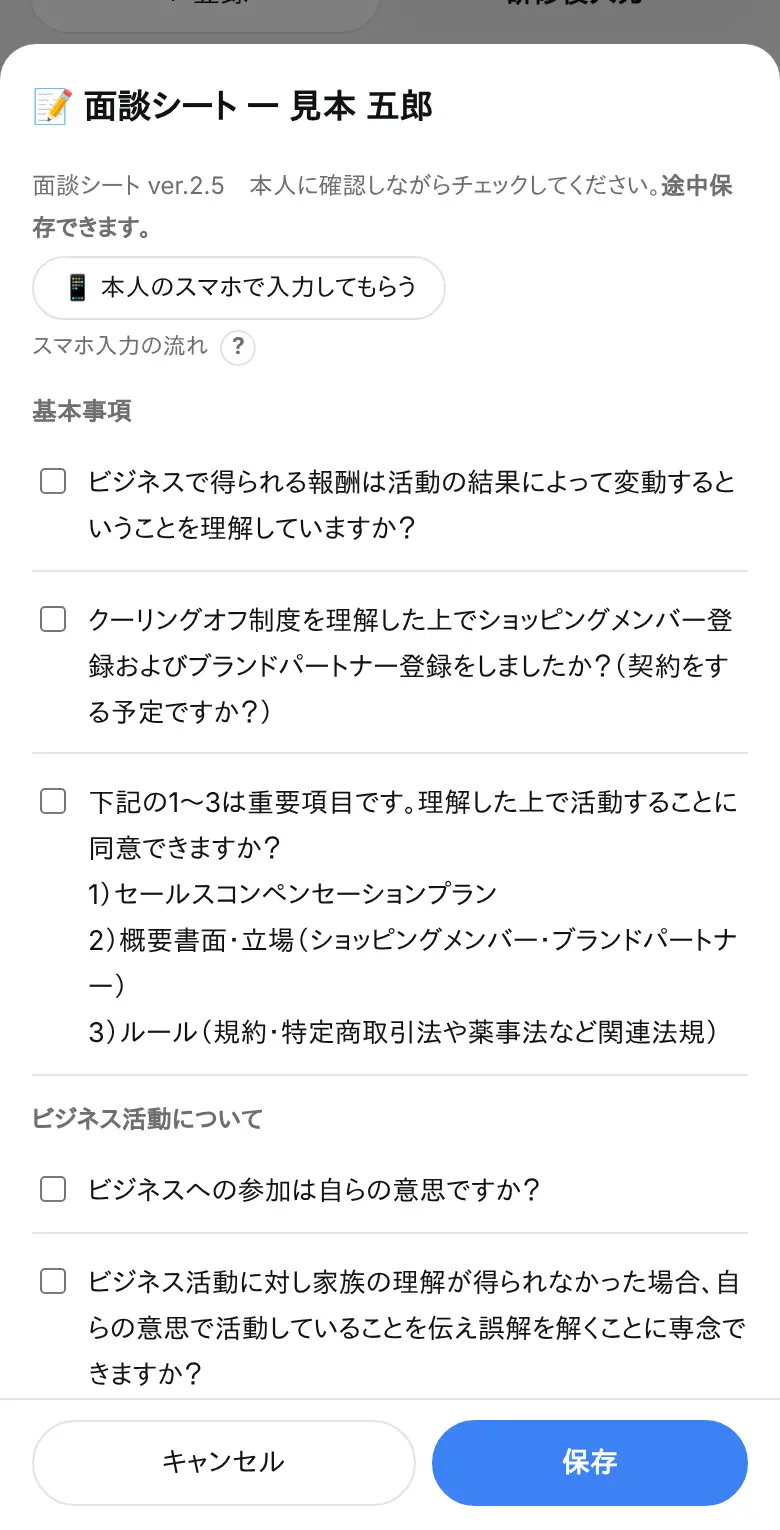 面談シート — 見本 五郎
面談シート ver.2.5　本人に確認しながらチェックしてください。途中保
存できます。
本人のスマホで入力してもらう
スマホ入力の流れ ?
基本事項
ビジネスで得られる報酬は活動の結果によって変動すると
いうことを理解していますか？
クーリングオフ制度を理解した上でショッピングメンバー登
録およびブランドパートナー登録をしましたか？（契約をす
る予定ですか？）
下記の1〜3は重要項目です。理解した上で活動することに
同意できますか？
1）セールスコンペンセーションプラン
2）概要書面・立場（ショッピングメンバー・ブランドパートナ
ー）
3）ルール（規約・特定商取引法や薬事法など関連法規）
ビジネス活動について
ビジネスへの参加は自らの意思ですか？
ビジネス活動に対し家族の理解が得られなかった場合、自
らの意思で活動していることを伝え誤解を解くことに専念で
きますか？
キャンセル
保存